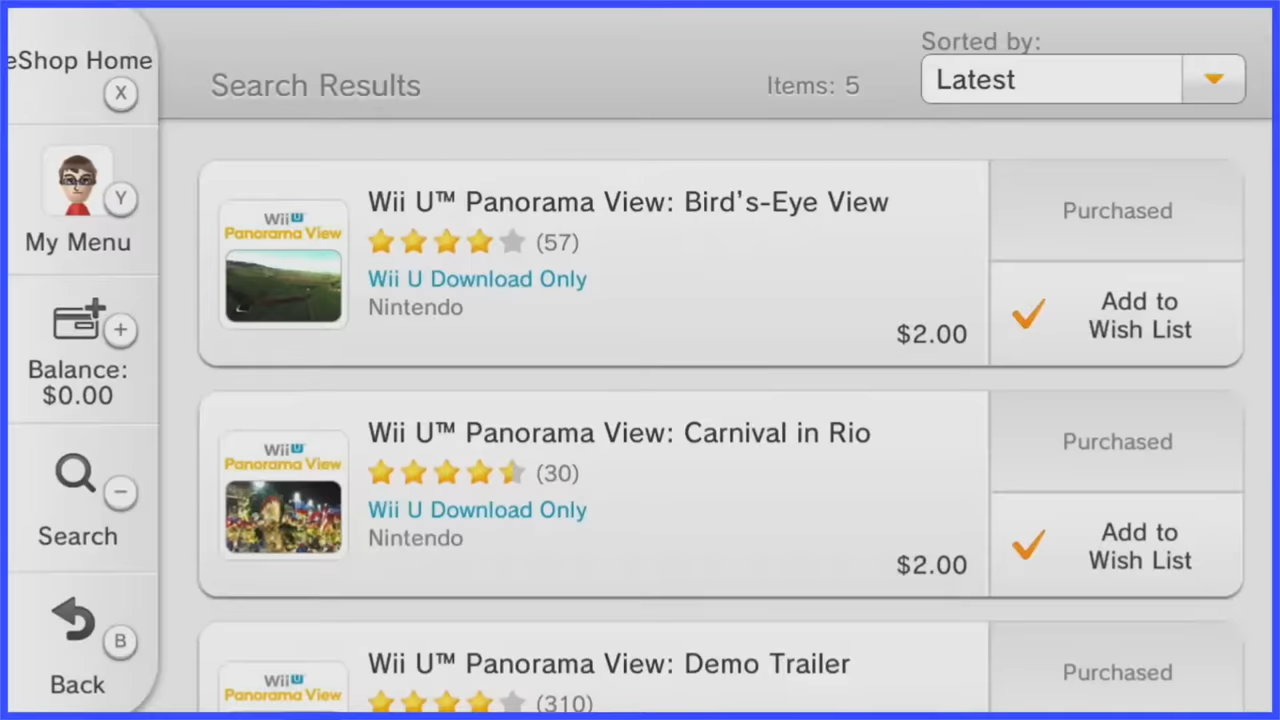 eShop Home
X
Y
My Menu
+
Balance:
$0.00
−
Search
B
Back
Search Results
Items: 5
Sorted by:
Latest
Wii U
Panorama View
Wii U™ Panorama View: Bird's-Eye View
(57)
Wii U Download Only
Nintendo
$2.00
Purchased
Add to
Wish List
Wii U
Panorama View
Wii U™ Panorama View: Carnival in Rio
(30)
Wii U Download Only
Nintendo
$2.00
Purchased
Add to
Wish List
Wii U
Panorama View
Wii U™ Panorama View: Demo Trailer
(310)
Purchased